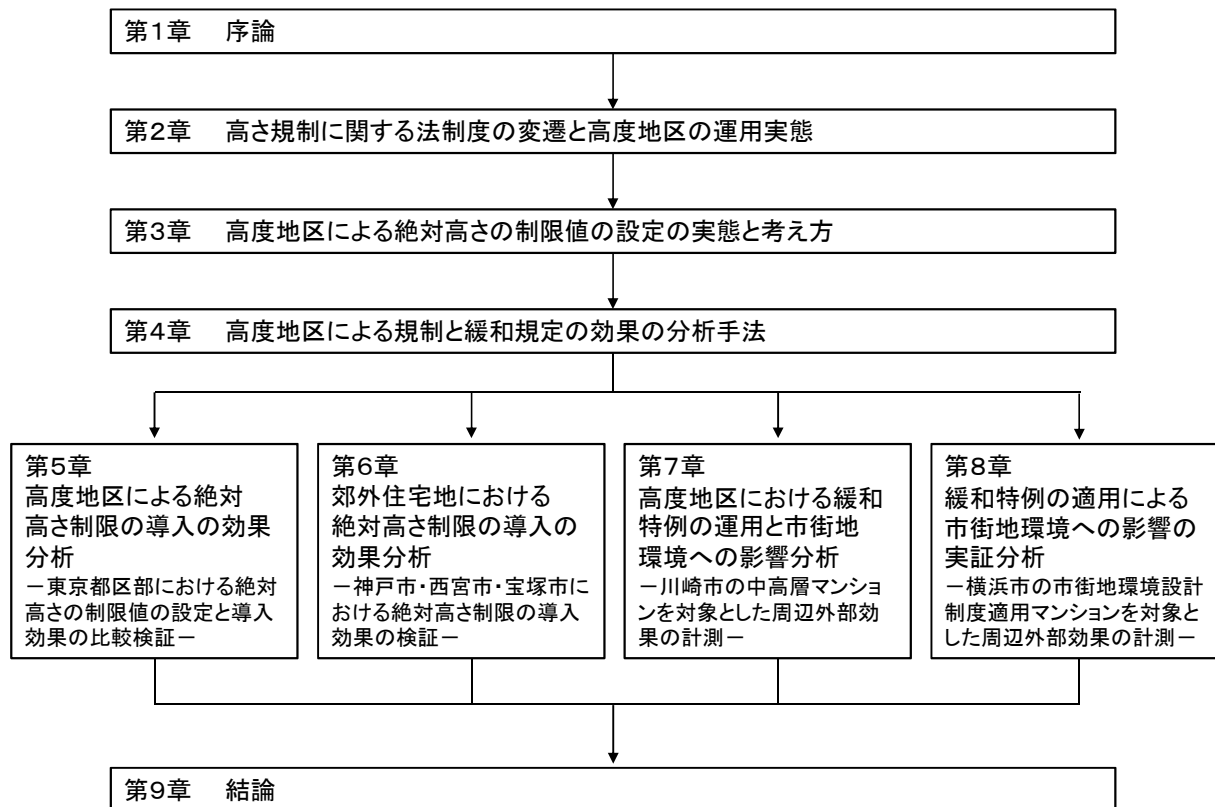 第1章 序論
第2章 高さ規制に関する法制度の変遷と高度地区の運用実態
第3章 高度地区による絶対高さの制限値の設定の実態と考え方
第4章 高度地区による規制と緩和規定の効果の分析手法
第5章
高度地区による絶対
高さ制限の導入の効果
分析
－東京都区部における絶対
高さの制限値の設定と導入
効果の比較検証－
第6章
郊外住宅地における
絶対高さ制限の導入の
効果分析
－神戸市・西宮市・宝塚市に
おける絶対高さ制限の導入
効果の検証－
第7章
高度地区における緩和
特例の運用と市街地
環境への影響分析
－川崎市の中高層マンショ
ンを対象とした周辺外部効
果の計測－
第8章
緩和特例の適用による
市街地環境への影響の
実証分析
－横浜市の市街地環境設計
制度適用マンションを対象と
した周辺外部効果の計測－
第9章 結論